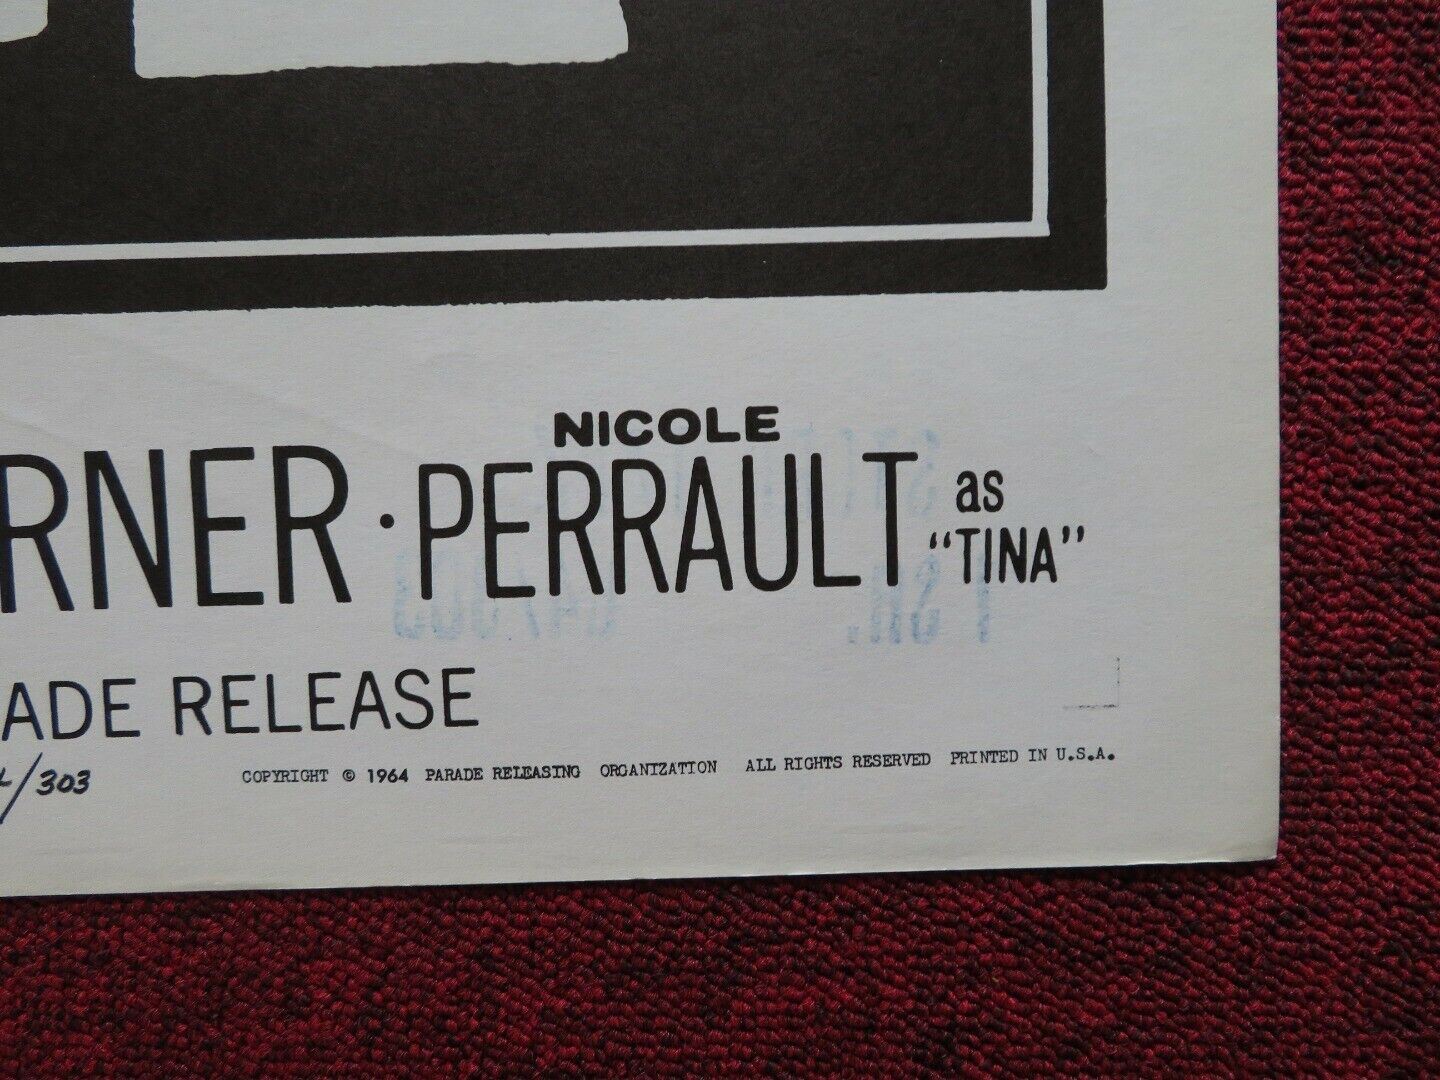 NICOLE
RNER · PERRAULT as
"TINA"
ADE RELEASE
/303
COPYRIGHT © 1964 PARADE RELEASING ORGANIZATION ALL RIGHTS RESERVED PRINTED IN U.S.A.